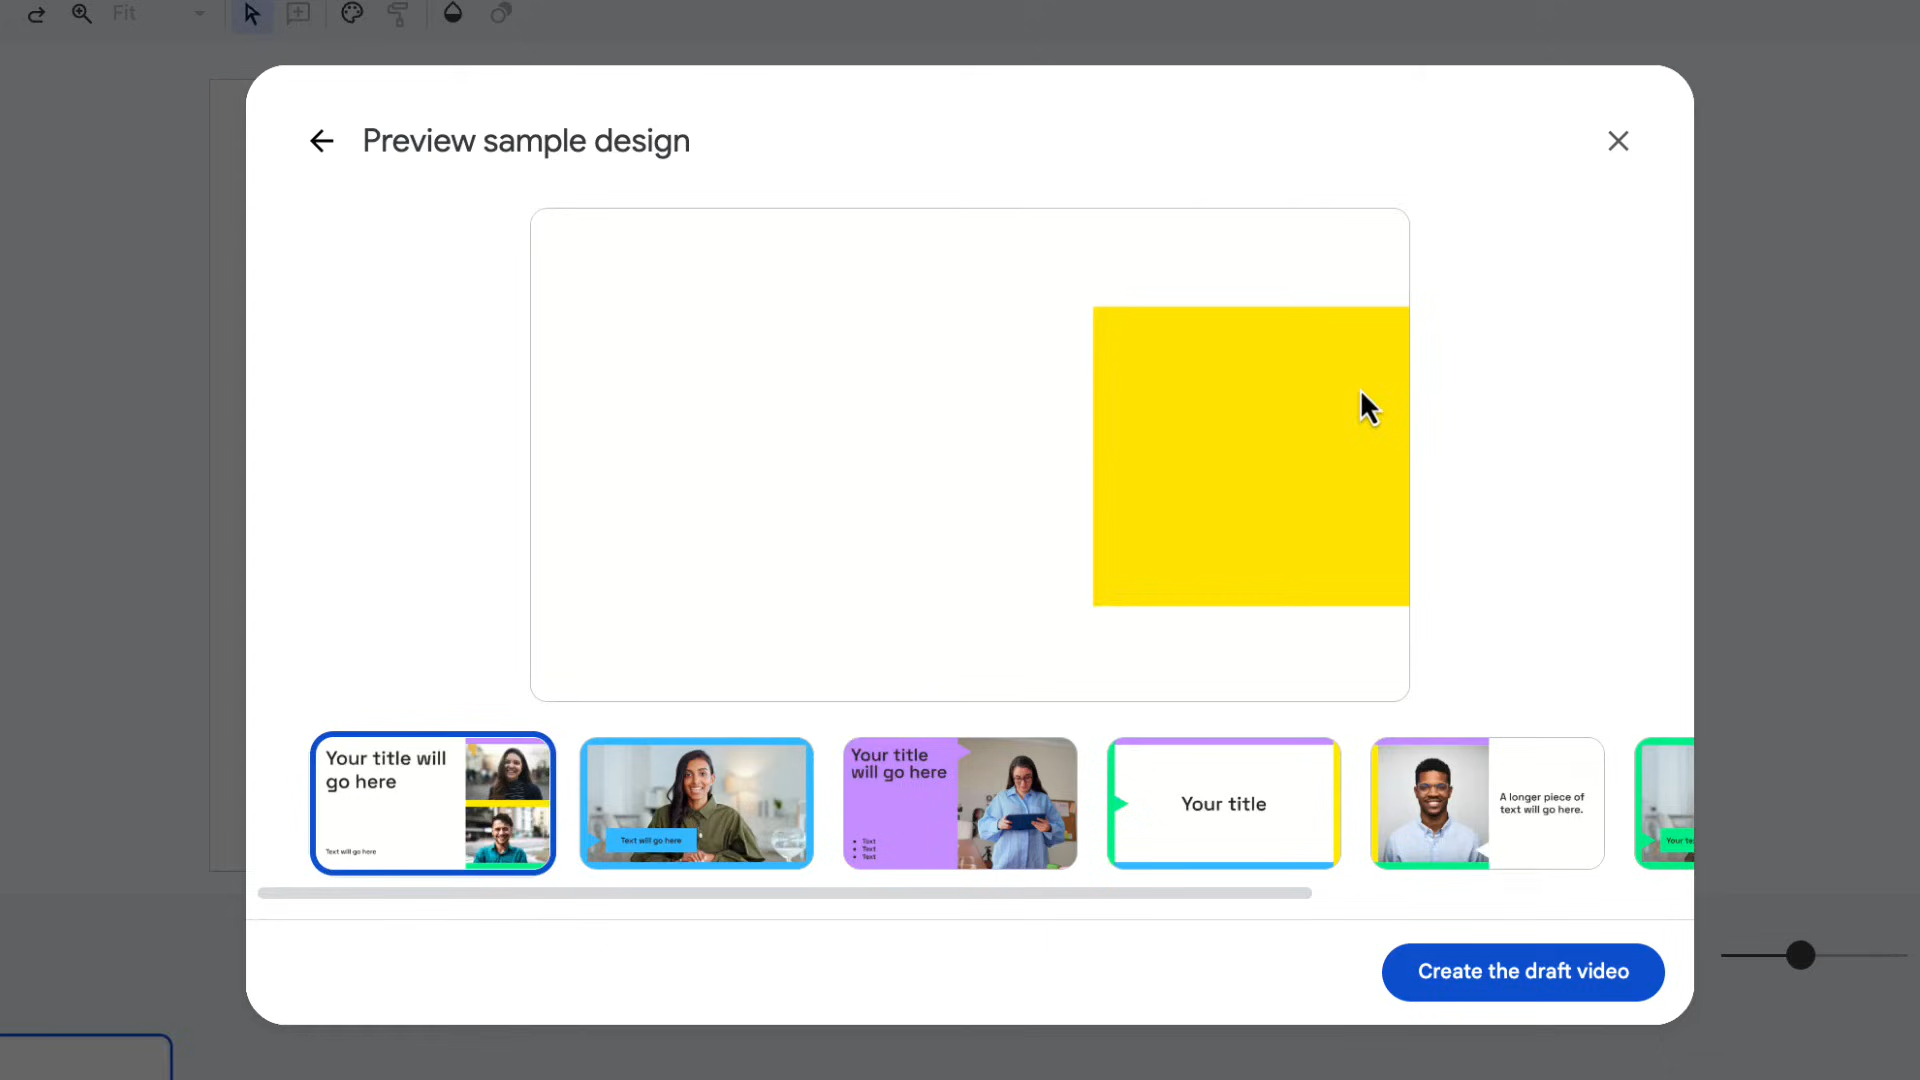 Fit
Preview sample design
Your title will
go here
Text will go here
Text will go here
Your title
will go here
Text
Text
Text
Your title
A longer piece of
text will go here.
Your te
Create the draft video